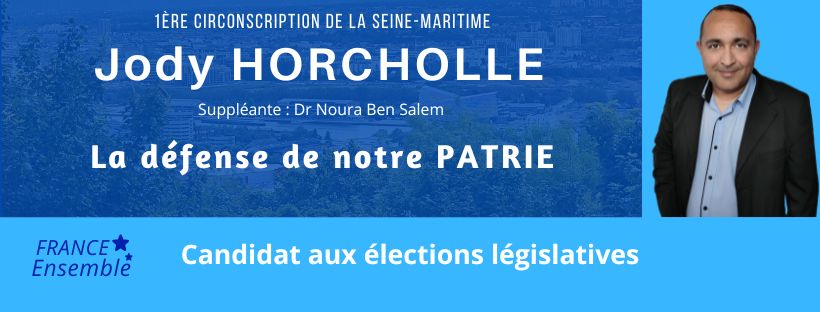 1ÈRE CIRCONSCRIPTION DE LA SEINE-MARITIME
Jody HORCHOLLE
Suppléante : Dr Noura Ben Salem
La défense de notre PATRIE
FRANCE
Ensemble
Candidat aux élections législatives